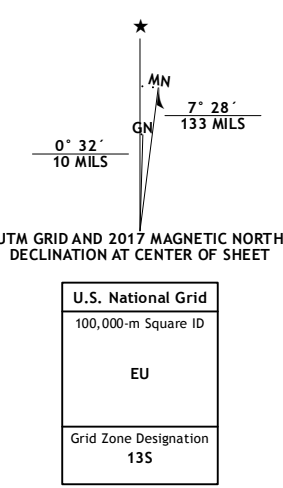 ★
MN
7° 28´
133 MILS
GN
0° 32´
10 MILS
UTM GRID AND 2017 MAGNETIC NORTH
DECLINATION AT CENTER OF SHEET
U.S. National Grid
100,000-m Square ID
EU
Grid Zone Designation
13S